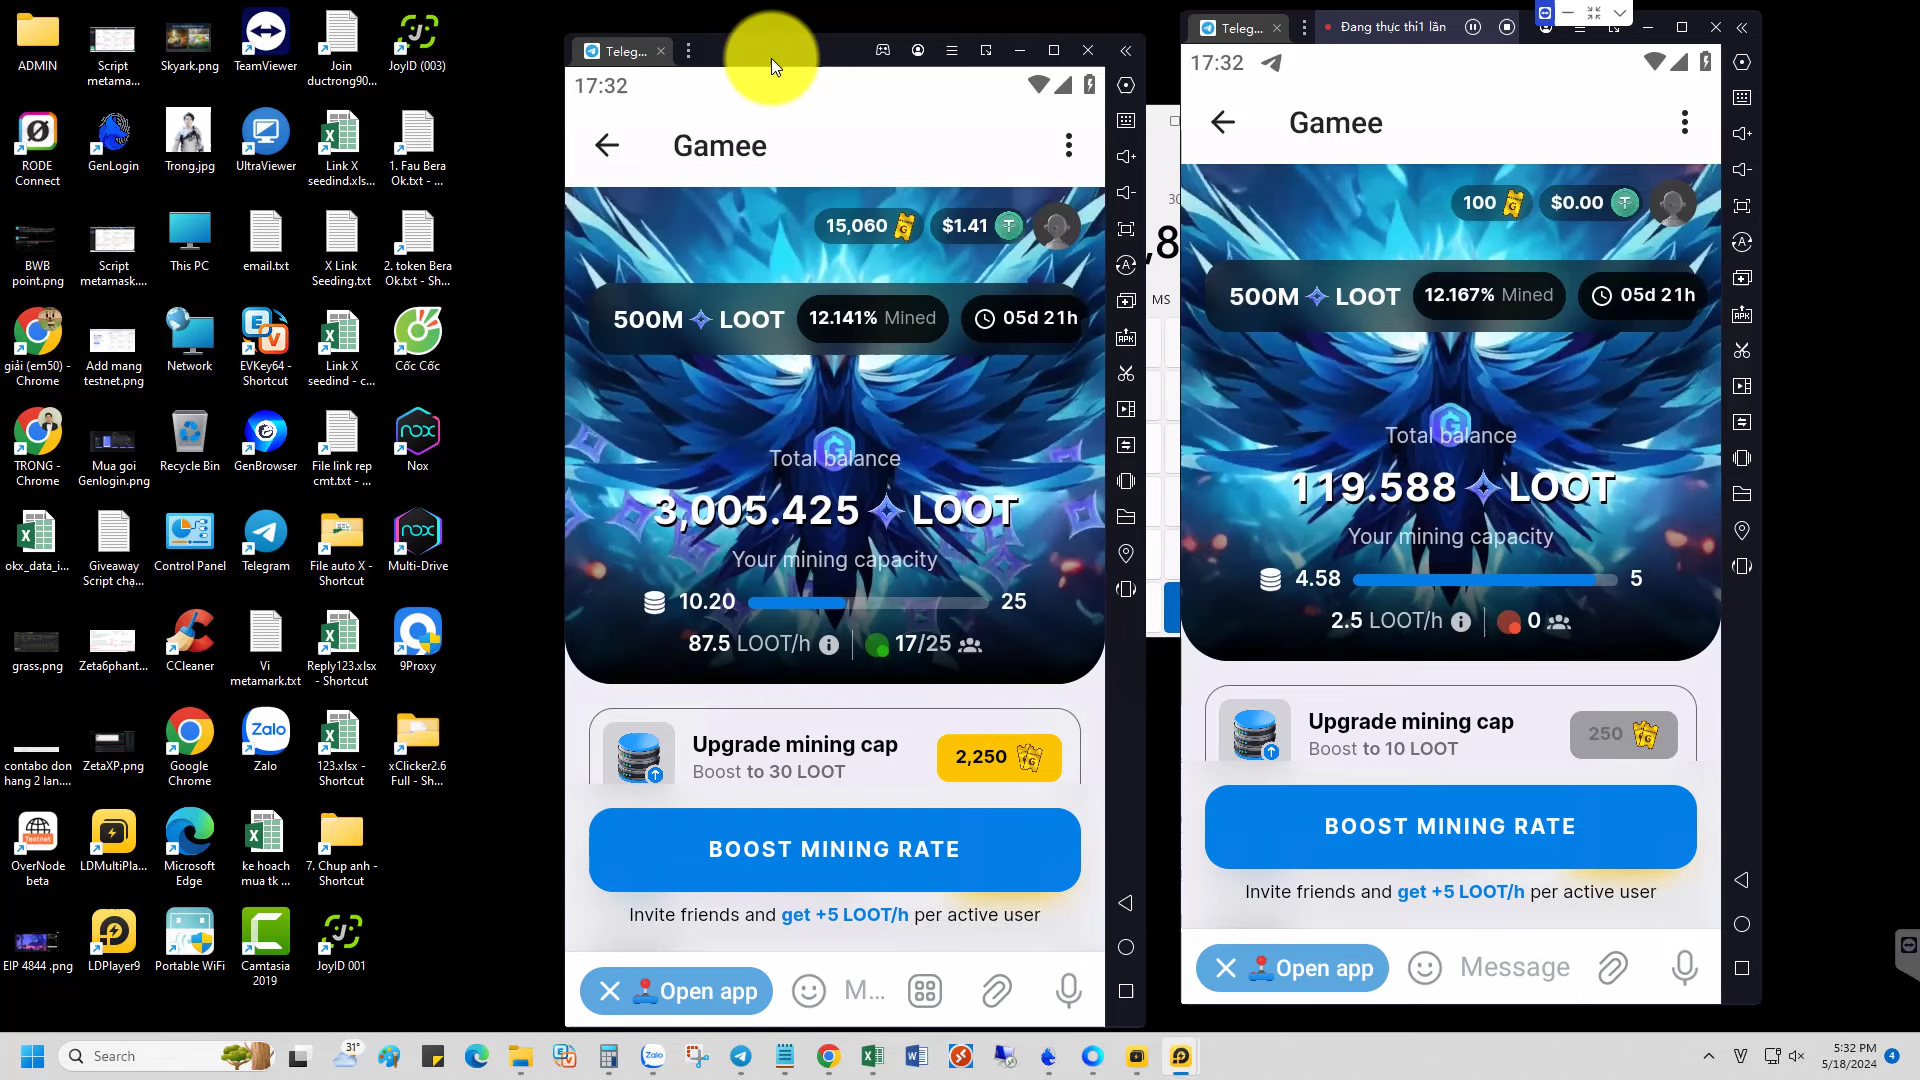 ADMIN
Script
metama...
Skyark.png
TeamViewer
Join
ductrong90...
JoyID (003)
RODE
Connect
GenLogin
Trong.jpg
UltraViewer
Link X
seedind.xls...
1. Fau Bera
Ok.txt - ...
BWB
point.png
Script
metamask....
This PC
email.txt
X Link
Seeding.txt
2. token Bera
Ok.txt - Sh...
giải (em50) -
Chrome
Add mang
testnet.png
Network
EVKey64 -
Shortcut
Link X
seedind - c...
Cốc Cốc
TRONG -
Chrome
Mua goi
Genlogin.png
Recycle Bin
GenBrowser
File link rep
cmt.txt - ...
Nox
okx_data_i...
Giveaway
Script cha...
Control Panel
Telegram
File auto X -
Shortcut
Multi-Drive
grass.png
Zeta6phant...
CCleaner
Vi
metamark.txt
Reply123.xlsx
- Shortcut
9Proxy
contabo don
hang 2 lan....
ZetaXP.png
Google
Chrome
Zalo
123.xlsx -
Shortcut
xClicker2.6
Full - Sh...
OverNode
beta
LDMultiPla...
Microsoft
Edge
ke hoach
mua tk ...
7. Chup anh -
Shortcut
EIP 4844 .png
LDPlayer9
Portable WiFi
Camtasia
2019
JoyID 001
Teleg...
17:32
Gamee
15,060
$1.41
500M LOOT
12.141% Mined
05d 21h
Total balance
3,005.425 LOOT
Your mining capacity
10.20
25
87.5 LOOT/h
17/25
Upgrade mining cap
Boost to 30 LOOT
2,250
BOOST MINING RATE
Invite friends and get +5 LOOT/h per active user
Open app
M...
30
,8
MS
Teleg...
Đang thực thi1 lần
17:32
Gamee
100
$0.00
500M LOOT
12.167% Mined
05d 21h
Total balance
119.588 LOOT
Your mining capacity
4.58
5
2.5 LOOT/h
0
Upgrade mining cap
Boost to 10 LOOT
250
BOOST MINING RATE
Invite friends and get +5 LOOT/h per active user
Open app
Message
Search
31°
Zalo
5:32 PM
5/18/2024
4